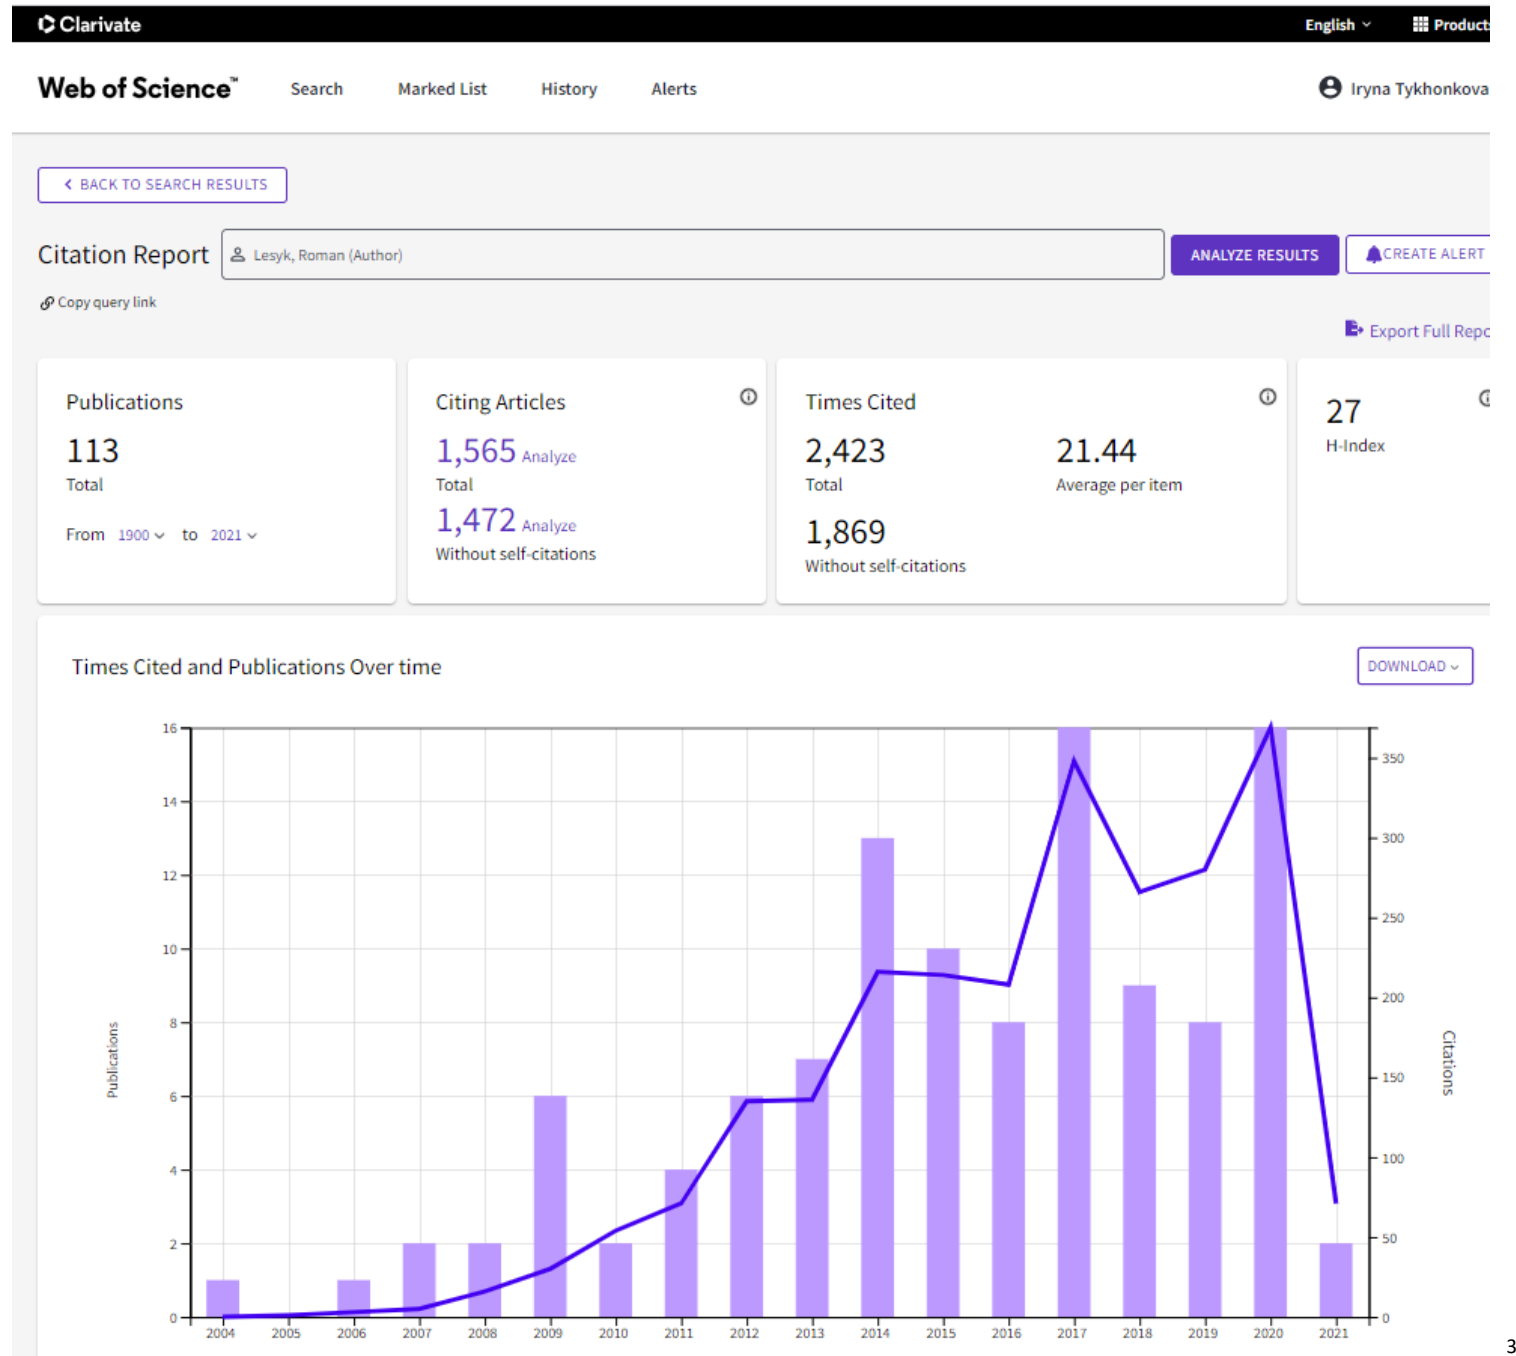 Clarivate
English
Products
Web of Science™
Search
Marked List
History
Alerts
Iryna Tykhonkova
BACK TO SEARCH RESULTS
Citation Report
Lesyk, Roman (Author)
ANALYZE RESULTS
CREATE ALERT
Copy query link
Export Full Repo
Publications
113
Total
From 1900 to 2021
Citing Articles
1,565 Analyze
Total
1,472 Analyze
Without self-citations
Times Cited
2,423
Total
21.44
Average per item
1,869
Without self-citations
27
H-Index
Times Cited and Publications Over time
DOWNLOAD
16
14
12
10
8
6
4
2
0
Publications
350
300
250
200
150
100
50
0
Citations
2004 2005 2006 2007 2008 2009 2010 2011 2012 2013 2014 2015 2016 2017 2018 2019 2020 2021
3